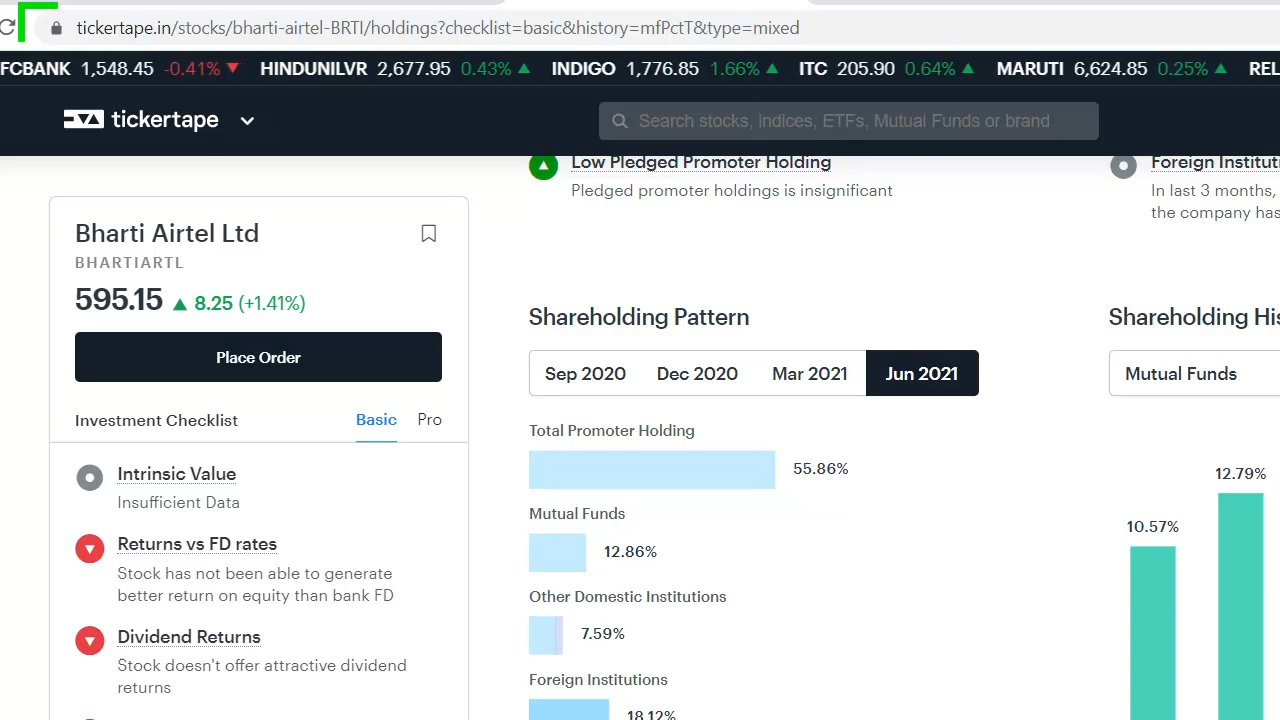 tickertape.in/stocks/bharti-airtel-BRTI/holdings?checklist=basic&history=mfPctT&type=mixed
FCBANK 1,548.45 -0.41% HINDUNILVR 2,677.95 0.43% INDIGO 1,776.85 1.66% ITC 205.90 0.64% MARUTI 6,624.85 0.25% REL
tickertape
Search stocks, indices, ETFs, Mutual Funds or brand
Low Pledged Promoter Holding
Pledged promoter holdings is insignificant
Foreign Instituti
In last 3 months,
the company has
Bharti Airtel Ltd
BHARTIARTL
595.15 8.25 (+1.41%)
Place Order
Investment Checklist Basic Pro
Intrinsic Value
Insufficient Data
Returns vs FD rates
Stock has not been able to generate
better return on equity than bank FD
Dividend Returns
Stock doesn't offer attractive dividend
returns
Shareholding Pattern
Sep 2020 Dec 2020 Mar 2021 Jun 2021
Total Promoter Holding
55.86%
Mutual Funds
12.86%
Other Domestic Institutions
7.59%
Foreign Institutions
18.12%
Shareholding His
Mutual Funds
12.79%
10.57%